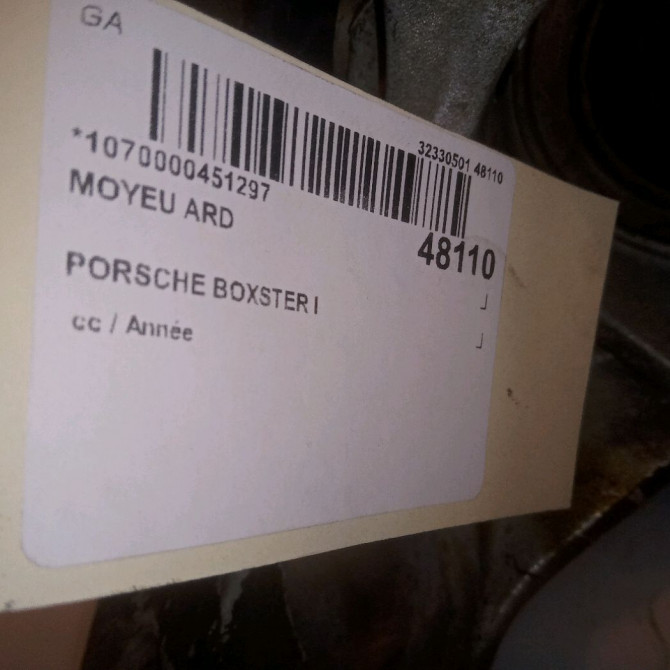 GA
32330501 48110
*1070000451297
MOYEU ARD
48110
PORSCHE BOXSTER I
cc / Année